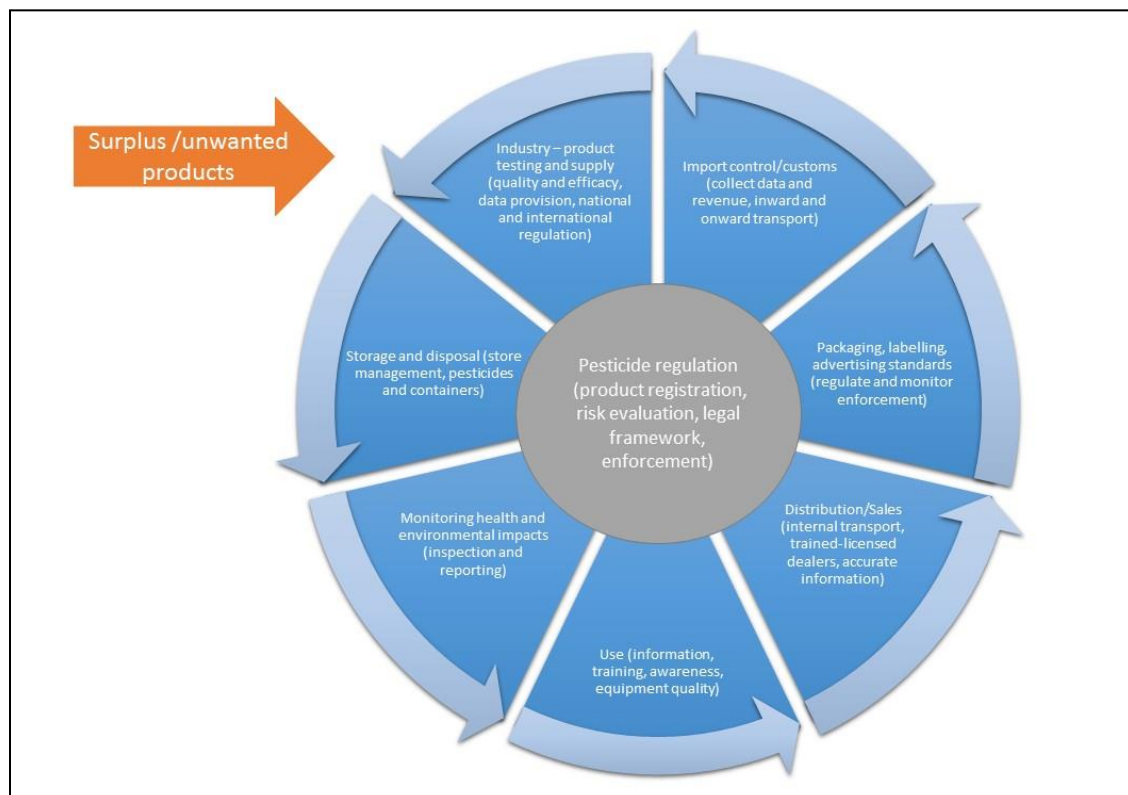 Surplus /unwanted
products
Industry – product
testing and supply
(quality and efficacy,
data provision, national
and international
regulation)
Import control/customs
(collect data and
revenue, inward and
onward transport)
Storage and disposal (store
management, pesticides
and containers)
Pesticide regulation
(product registration,
risk evaluation, legal
framework,
enforcement)
Packaging, labelling,
advertising standards
(regulate and monitor
enforcement)
Monitoring health and
environmental impacts
(inspection and
reporting)
Distribution/Sales
(internal transport,
trained-licensed
dealers, accurate
information)
Use (information,
training, awareness,
equipment quality)